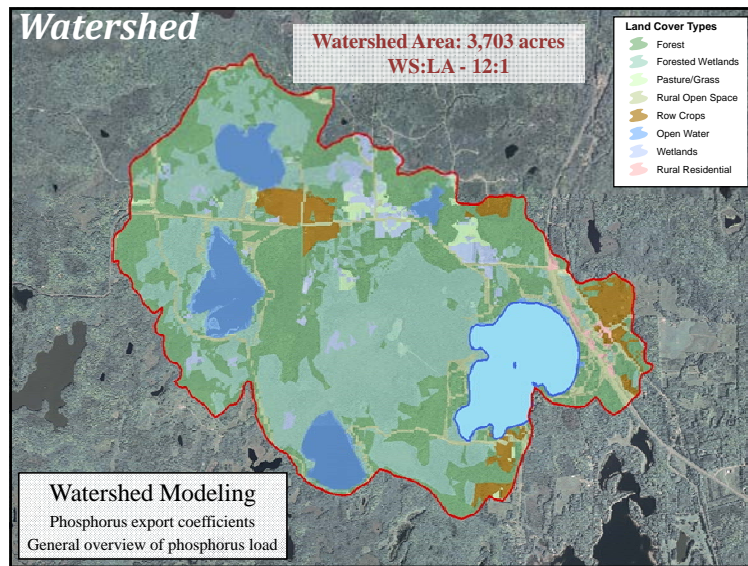 Watershed
Watershed Area: 3,703 acres
WS:LA - 12:1
Land Cover Types
Forest
Forested Wetlands
Pasture/Grass
Rural Open Space
Row Crops
Open Water
Wetlands
Rural Residential
Watershed Modeling
Phosphorus export coefficients
General overview of phosphorus load